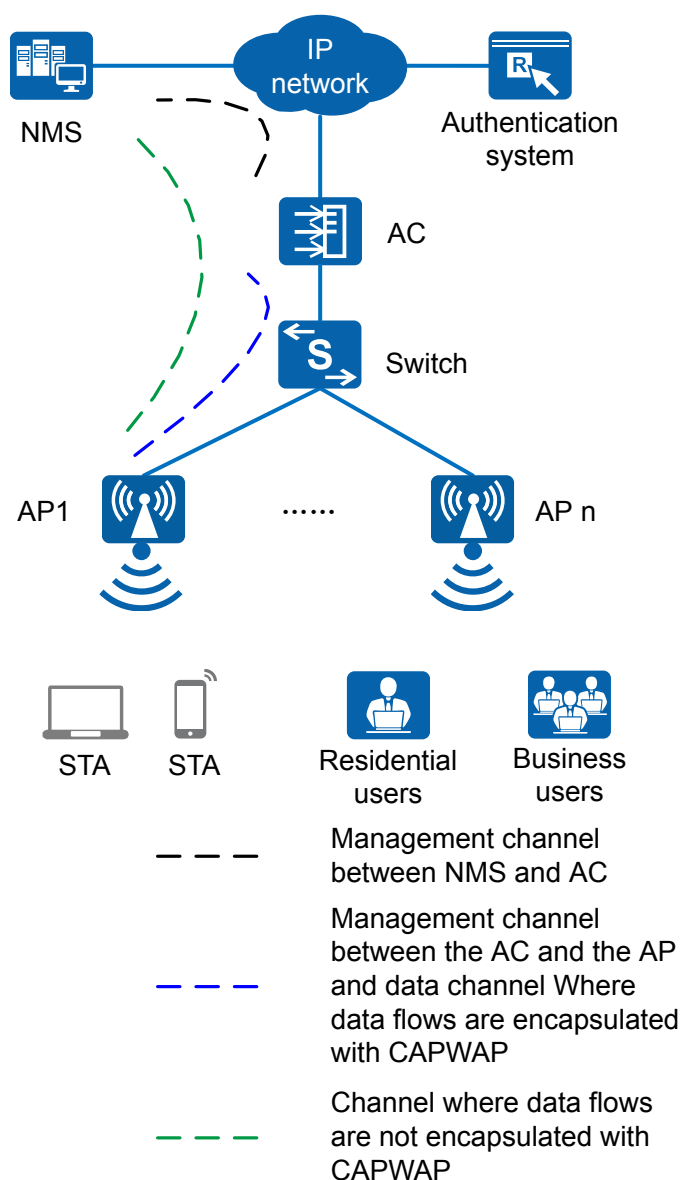 IP
network
R
NMS
Authentication
system
AC
S
Switch
AP1
......
AP n
STA
STA
Residential
users
Business
users
Management channel
between NMS and AC
Management channel
between the AC and the AP
and data channel Where
data flows are encapsulated
with CAPWAP
Channel where data flows
are not encapsulated with
CAPWAP